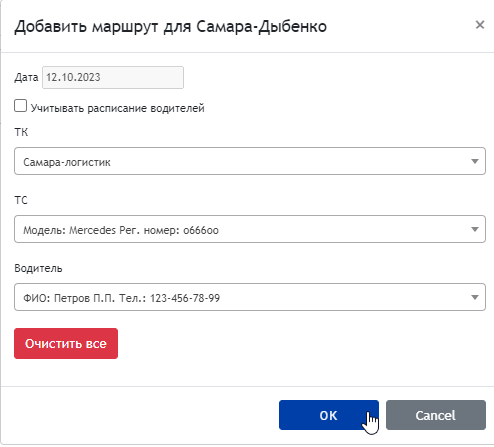 Добавить маршрут для Самара-Дыбенко
×
Дата 12.10.2023
Учитывать расписание водителей
ТК
Самара-логистик
ТС
Модель: Mercedes Рег. номер: о666оо
Водитель
ФИО: Петров П.П. Тел.: 123-456-78-99
Очистить все
OK Cancel